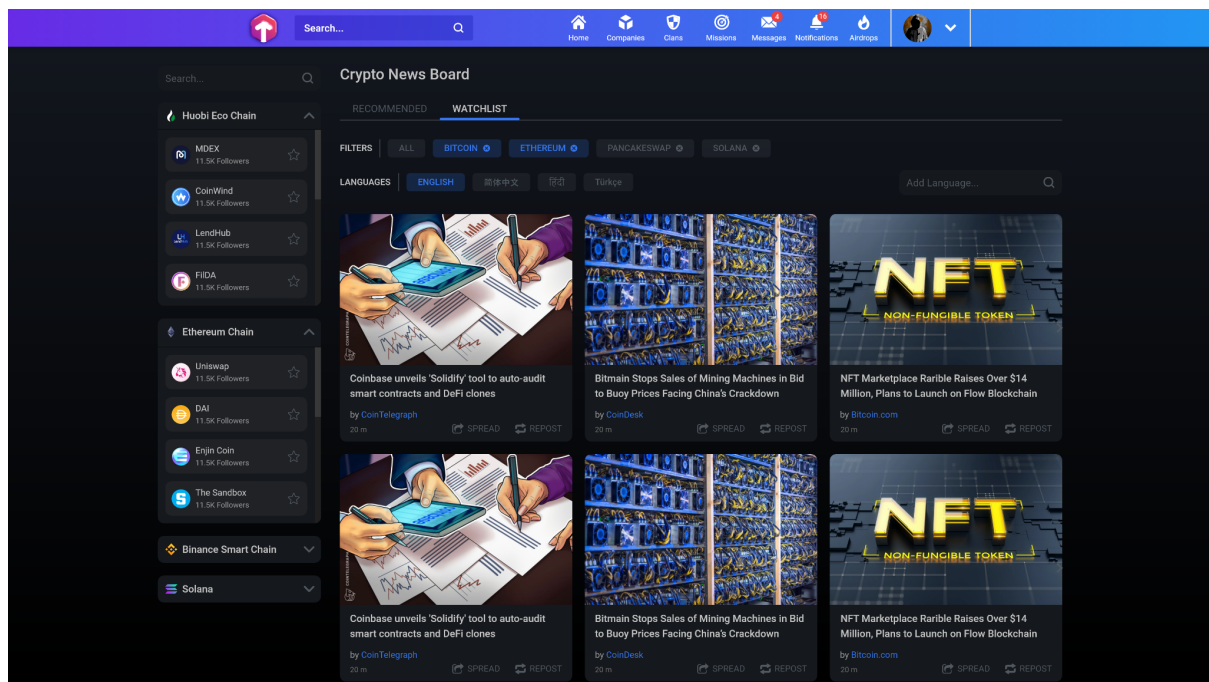 Search...
Home
Companies
Clans
Missions
4
Messages
16
Notifications
Airdrops
Search...
Huobi Eco Chain
MDEX
11.5K Followers
CoinWind
11.5K Followers
LendHub
11.5K Followers
FilDA
11.5K Followers
Ethereum Chain
Uniswap
11.5K Followers
DAI
11.5K Followers
Enjin Coin
11.5K Followers
The Sandbox
11.5K Followers
Binance Smart Chain
Solana
Crypto News Board
RECOMMENDED WATCHLIST
FILTERS ALL BITCOIN ETHEREUM PANCAKESWAP SOLANA
LANGUAGES ENGLISH 简体中文 हिंदी Türkçe Add Language...
COINTELEGRAPH
Coinbase unveils 'Solidify' tool to auto-audit
smart contracts and DeFi clones
by CoinTelegraph
20 m SPREAD REPOST
Bitmain Stops Sales of Mining Machines in Bid
to Buoy Prices Facing China's Crackdown
by CoinDesk
20 m SPREAD REPOST
NFT
NON-FUNGIBLE TOKEN
NFT Marketplace Rarible Raises Over $14
Million, Plans to Launch on Flow Blockchain
by Bitcoin.com
20 m SPREAD REPOST
COINTELEGRAPH
Coinbase unveils 'Solidify' tool to auto-audit
smart contracts and DeFi clones
by CoinTelegraph
20 m SPREAD REPOST
Bitmain Stops Sales of Mining Machines in Bid
to Buoy Prices Facing China's Crackdown
by CoinDesk
20 m SPREAD REPOST
NFT
NON-FUNGIBLE TOKEN
NFT Marketplace Rarible Raises Over $14
Million, Plans to Launch on Flow Blockchain
by Bitcoin.com
20 m SPREAD REPOST